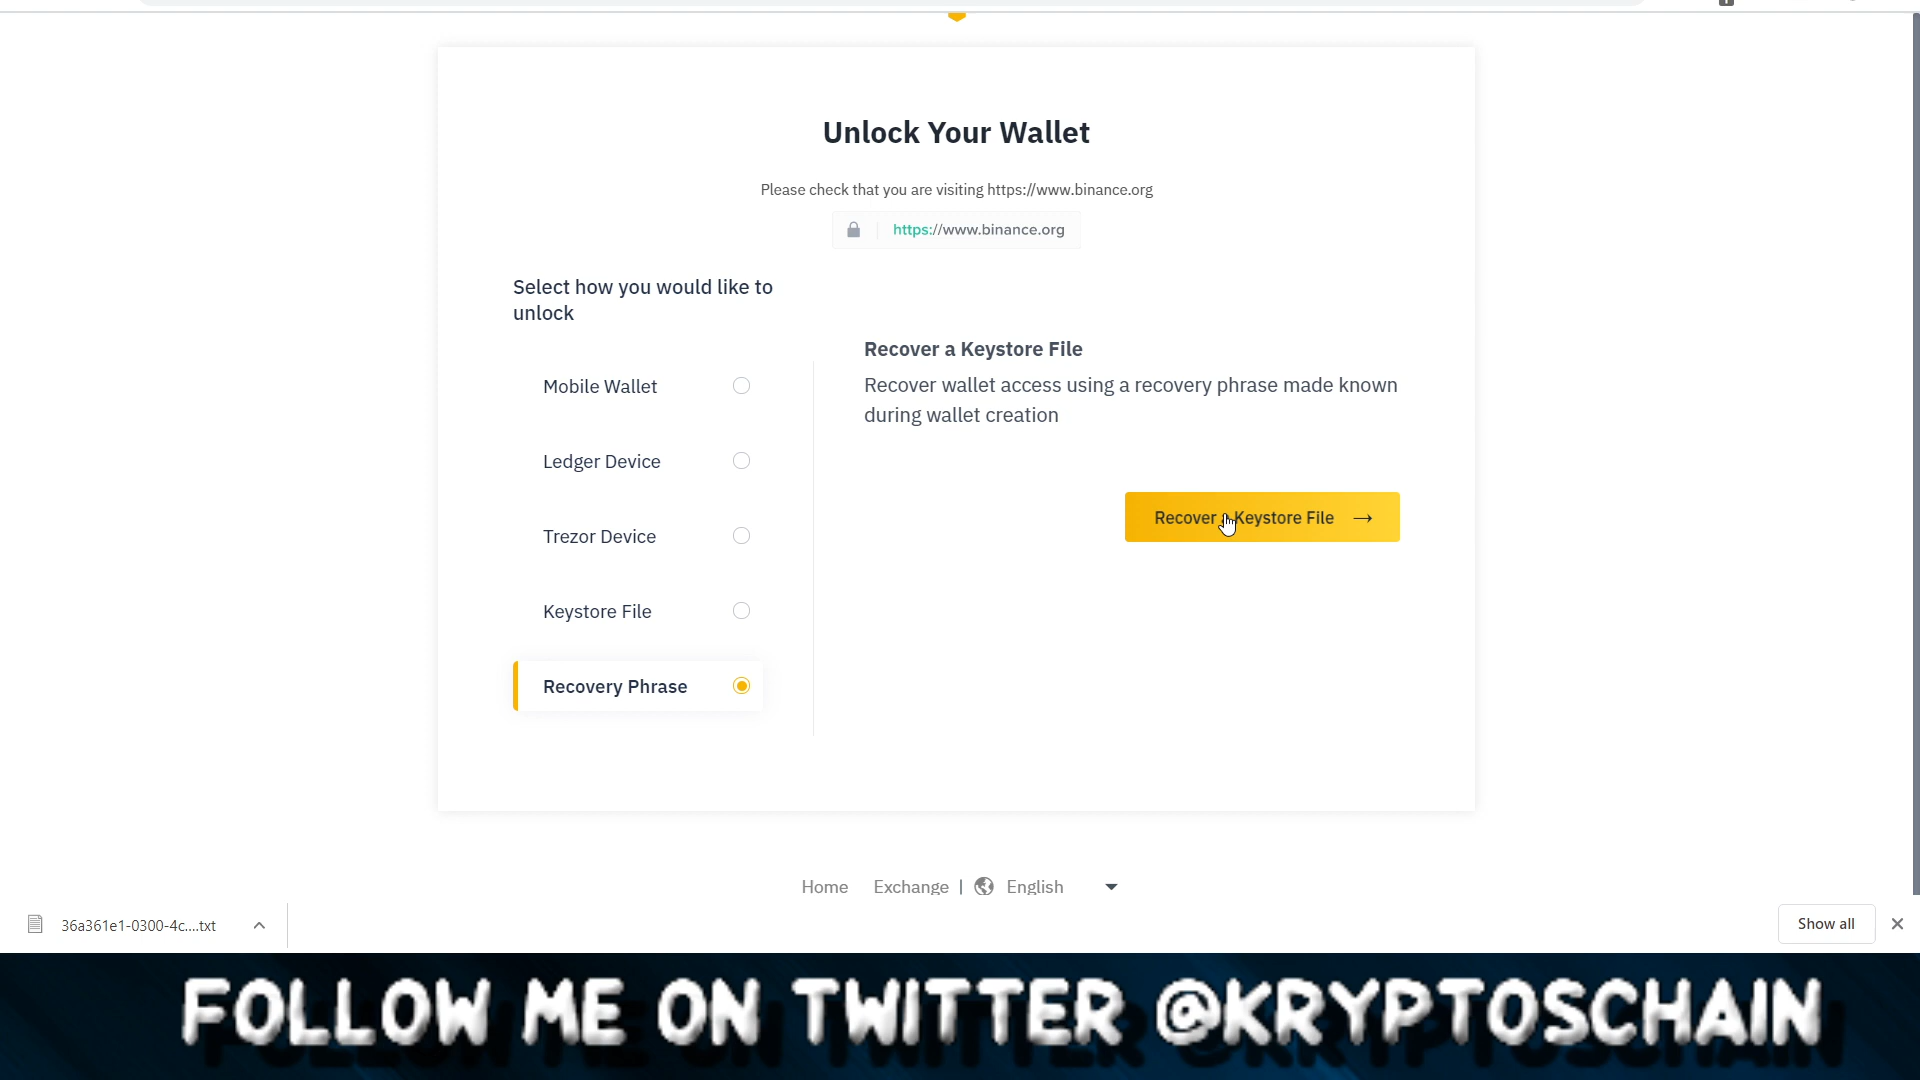 Unlock Your Wallet
Please check that you are visiting https://www.binance.org
https://www.binance.org
Select how you would like to
unlock
Mobile Wallet
Ledger Device
Trezor Device
Keystore File
Recovery Phrase
Recover a Keystore File
Recover wallet access using a recovery phrase made known
during wallet creation
Recover a Keystore File →
Home Exchange | English
36a361e1-0300-4c....txt
Show all
FOLLOW ME ON TWITTER @KRYPTOSCHAIN